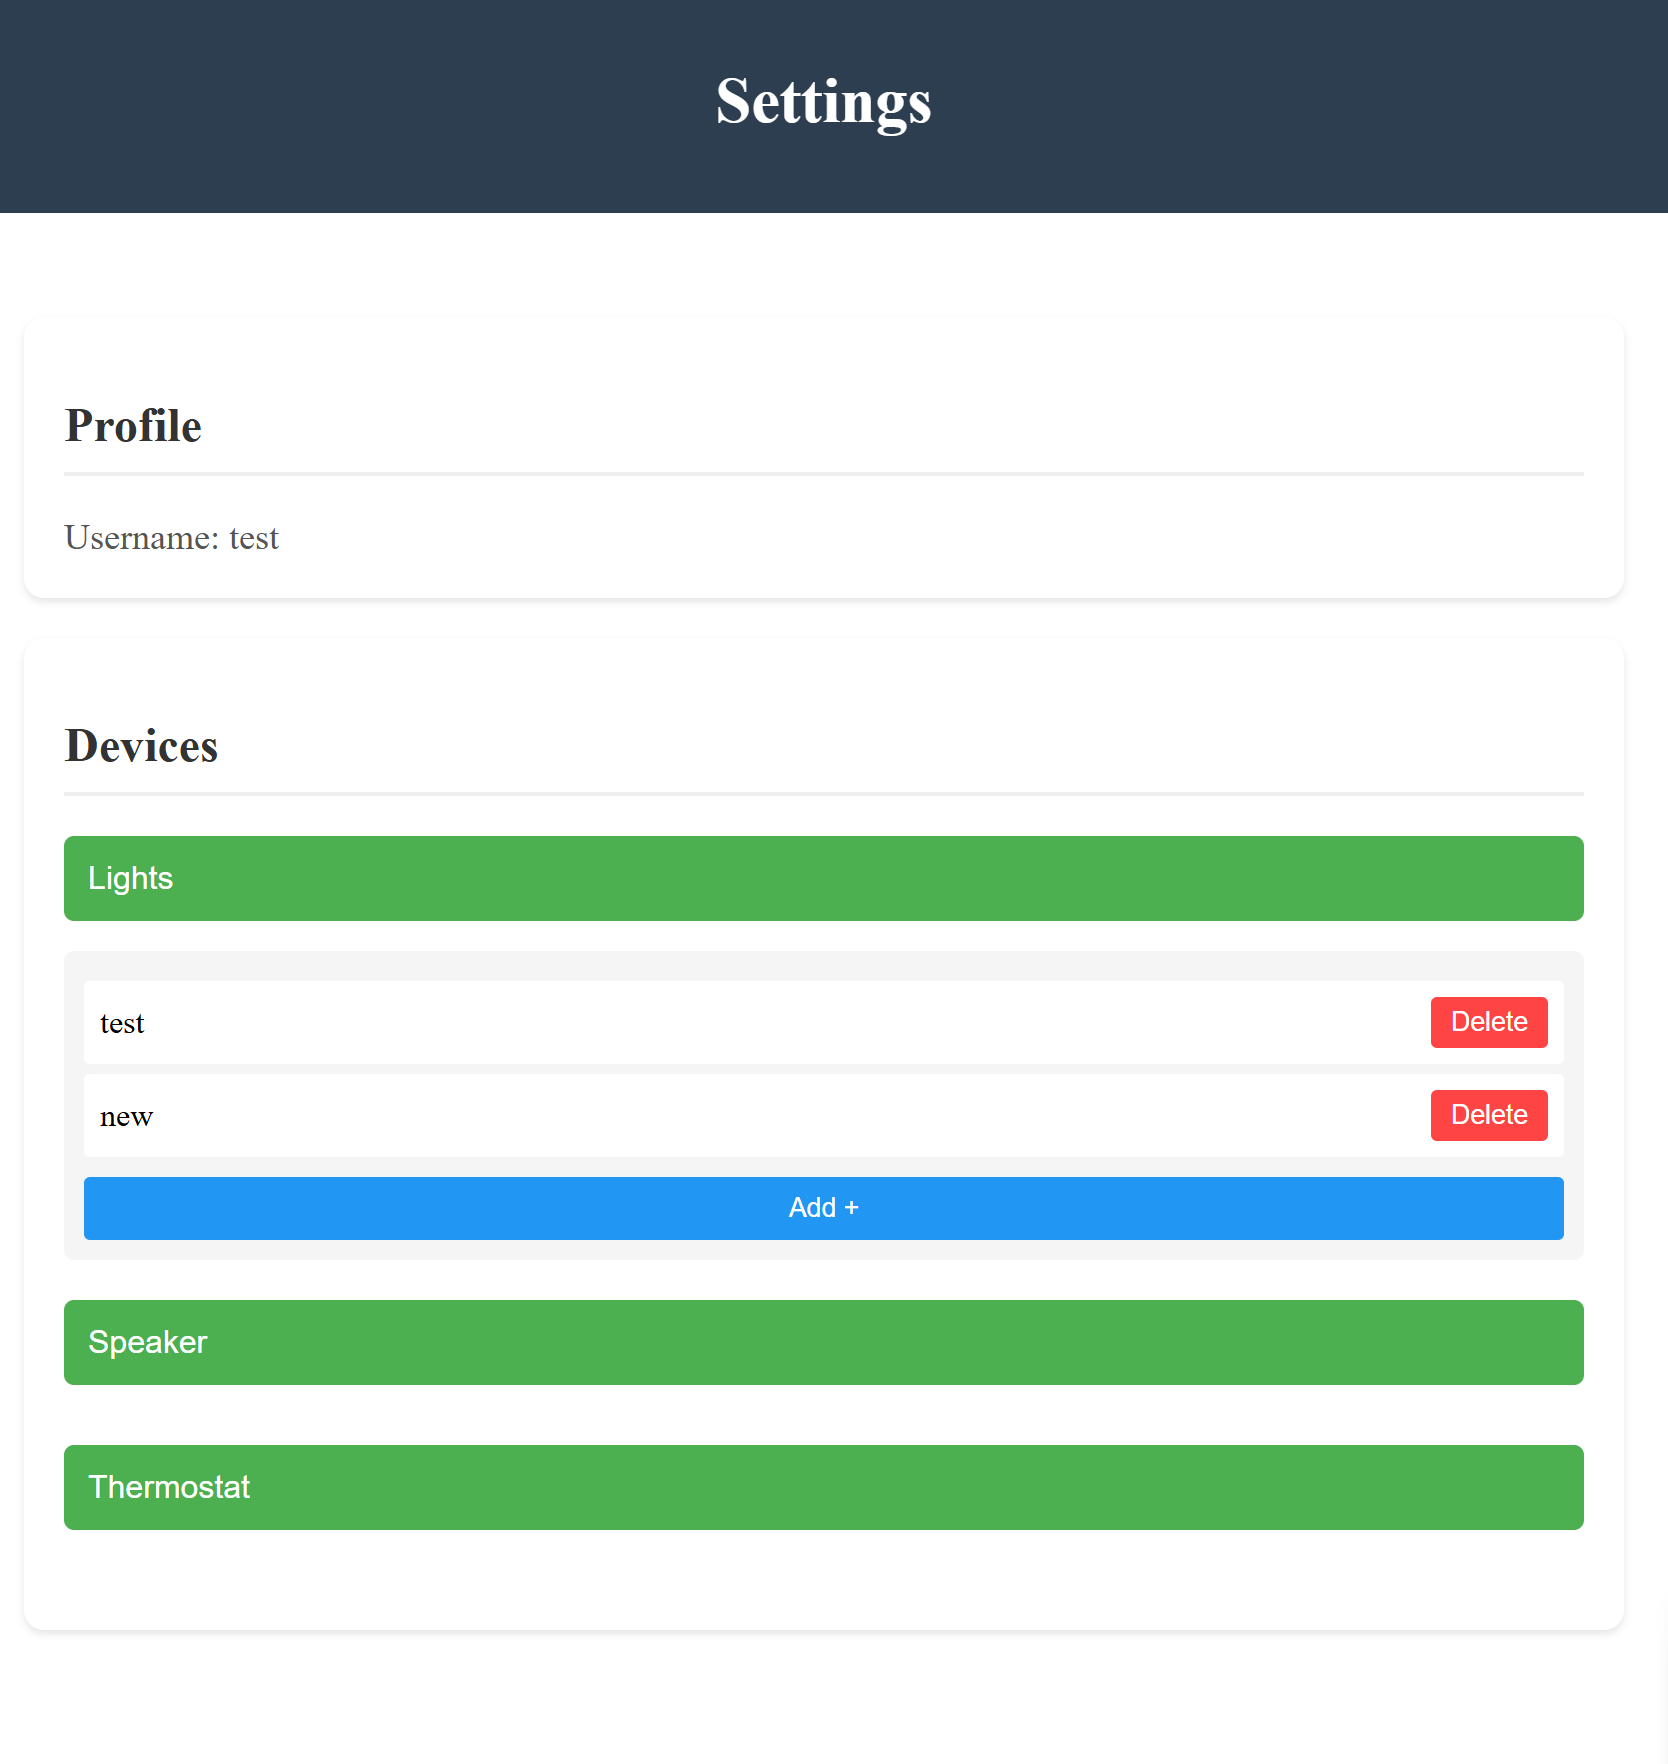 Settings
Profile
Username: test
Devices
Lights
test
Delete
new
Delete
Add +
Speaker
Thermostat